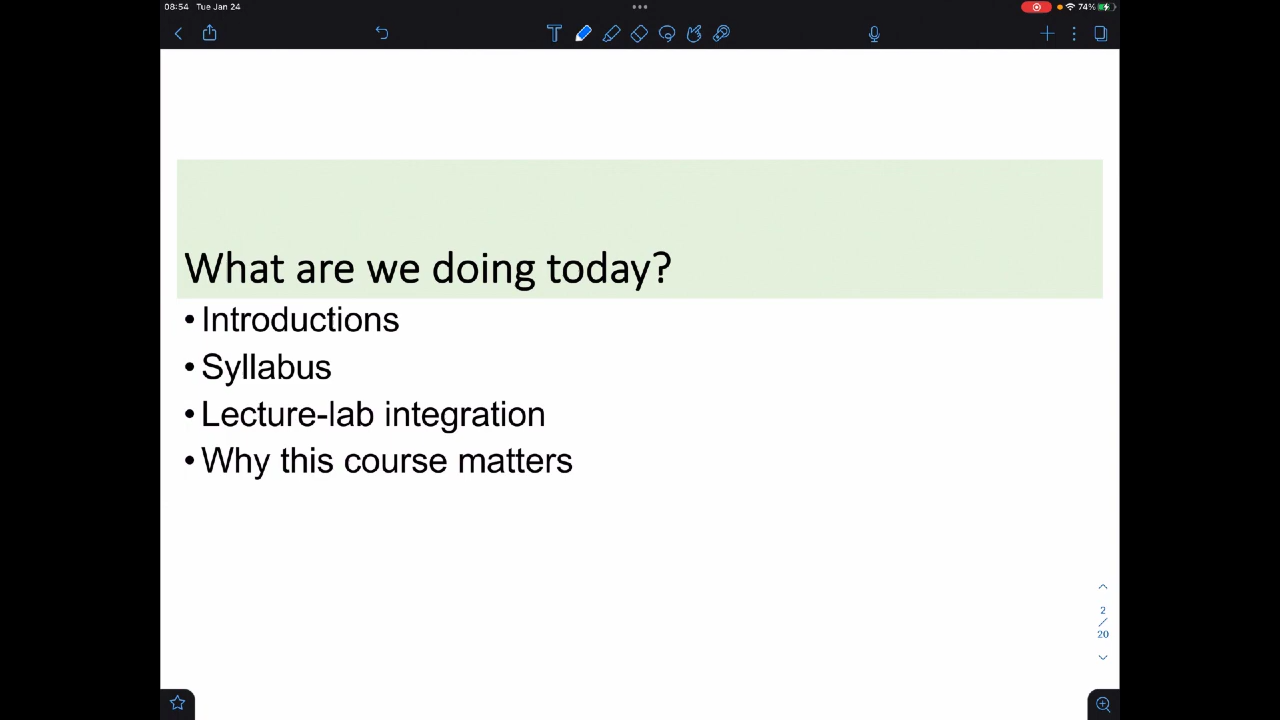 08:54 Tue Jan 24
74%
What are we doing today?
• Introductions
• Syllabus
• Lecture-lab integration
• Why this course matters
2
/
20